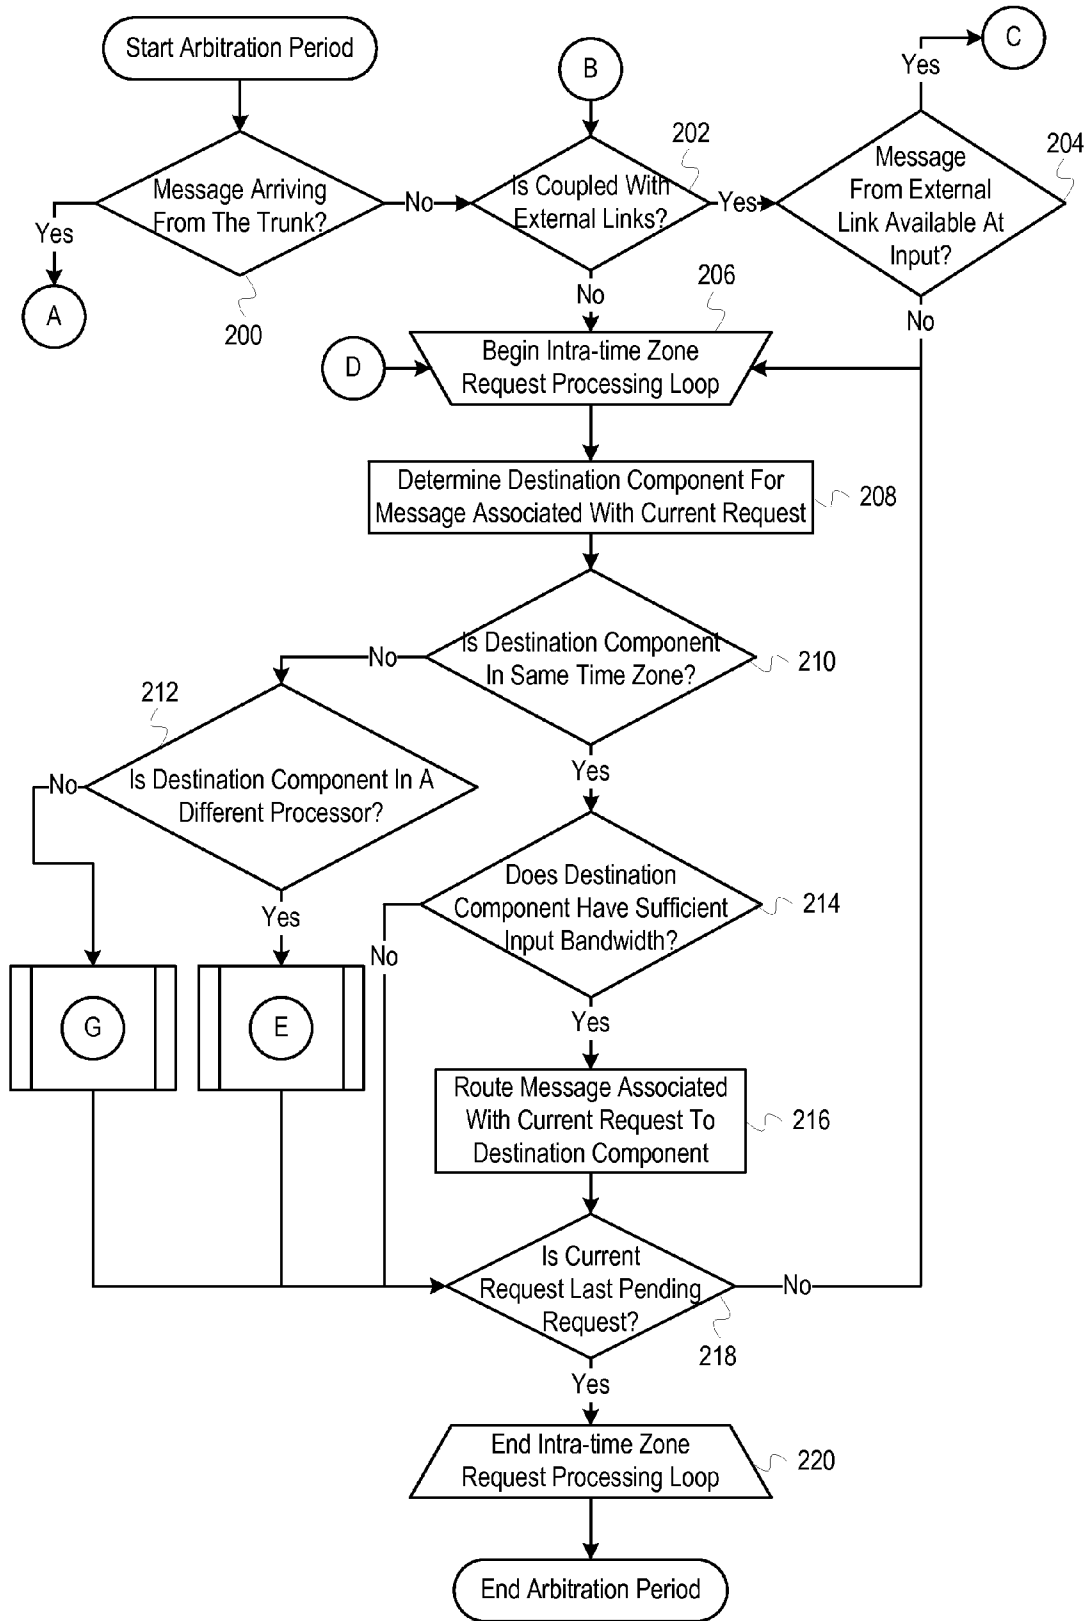 Start Arbitration Period
B
C
Yes
202
204
Message Arriving
From The Trunk?
No
Is Coupled With
External Links?
Yes
Message
From External
Link Available At
Input?
Yes
A
200
No
206
No
D
Begin Intra-time Zone
Request Processing Loop
Determine Destination Component For
Message Associated With Current Request
208
Is Destination Component
In Same Time Zone?
210
No
212
Yes
No
Is Destination Component In A
Different Processor?
Does Destination
Component Have Sufficient
Input Bandwidth?
214
Yes
No
G
E
Yes
Route Message Associated
With Current Request To
Destination Component
216
Is Current
Request Last Pending
Request?
No
218
Yes
End Intra-time Zone
Request Processing Loop
220
End Arbitration Period